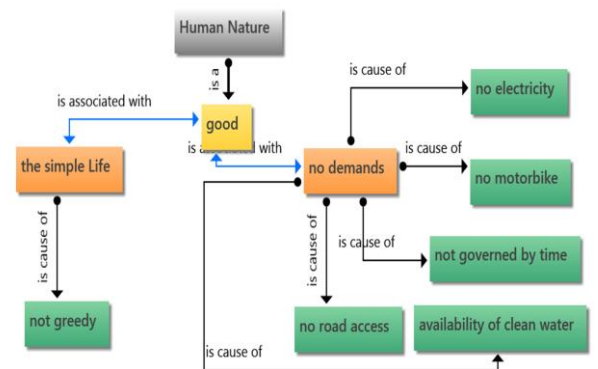 Human Nature
is a
is cause of
no electricity
is associated with
good
is associated with
is cause of
the simple Life
no demands
no motorbike
is cause of
is cause of
is cause of
not governed by time
not greedy
no road access
availability of clean water
is cause of